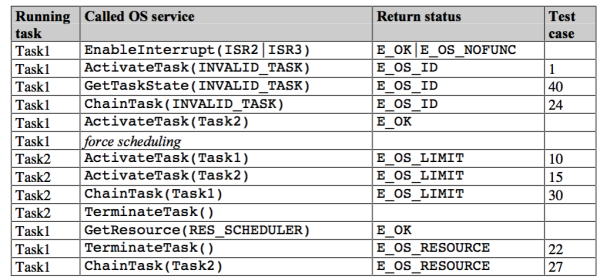 Running task Called OS service Return status Test case
Task1 EnableInterrupt(ISR2|ISR3) E_OK|E_OS_NOFUNC
Task1 ActivateTask(INVALID_TASK) E_OS_ID 1
Task1 GetTaskState(INVALID_TASK) E_OS_ID 40
Task1 ChainTask(INVALID_TASK) E_OS_ID 24
Task1 ActivateTask(Task2) E_OK
Task1 force scheduling
Task2 ActivateTask(Task1) E_OS_LIMIT 10
Task2 ActivateTask(Task2) E_OS_LIMIT 15
Task2 ChainTask(Task1) E_OS_LIMIT 30
Task2 TerminateTask()
Task1 GetResource(RES_SCHEDULER) E_OK
Task1 TerminateTask() E_OS_RESOURCE 22
Task1 ChainTask(Task2) E_OS_RESOURCE 27